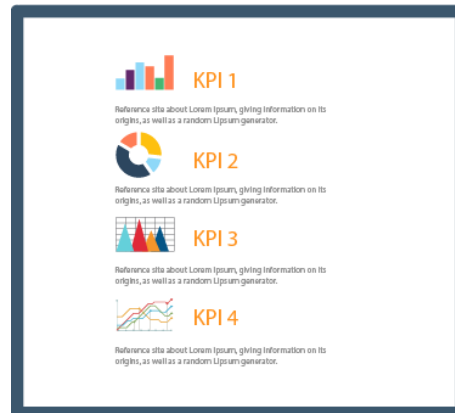 KPI 1
Reference site about Lorem Ipsum, giving information on its
origins, as well as a random Lipsum generator.
KPI 2
Reference site about Lorem Ipsum, giving information on its
origins, as well as a random Lipsum generator.
KPI 3
Reference site about Lorem Ipsum, giving information on its
origins, as well as a random Lipsum generator.
KPI 4
Reference site about Lorem Ipsum, giving information on its
origins, as well as a random Lipsum generator.